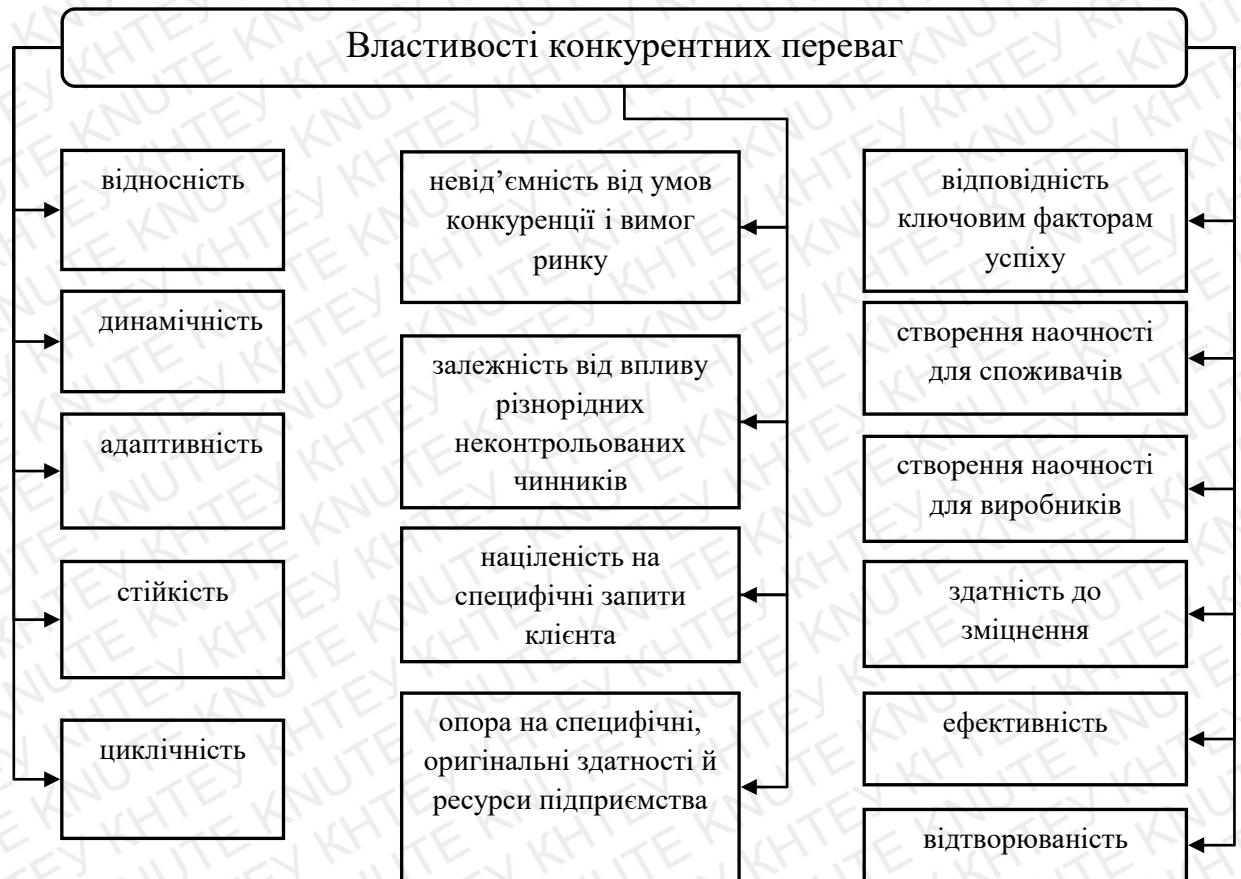 Властивості конкурентних переваг
відносність
динамічність
адаптивність
стійкість
циклічність
невід’ємність від умов
конкуренції і вимог
ринку
залежність від впливу
різнорідних
неконтрольованих
чинників
націленість на
специфічні запити
клієнта
опора на специфічні,
оригінальні здатності й
ресурси підприємства
відповідність
ключовим факторам
успіху
створення наочності
для споживачів
створення наочності
для виробників
здатність до
зміцнення
ефективність
відтворюваність